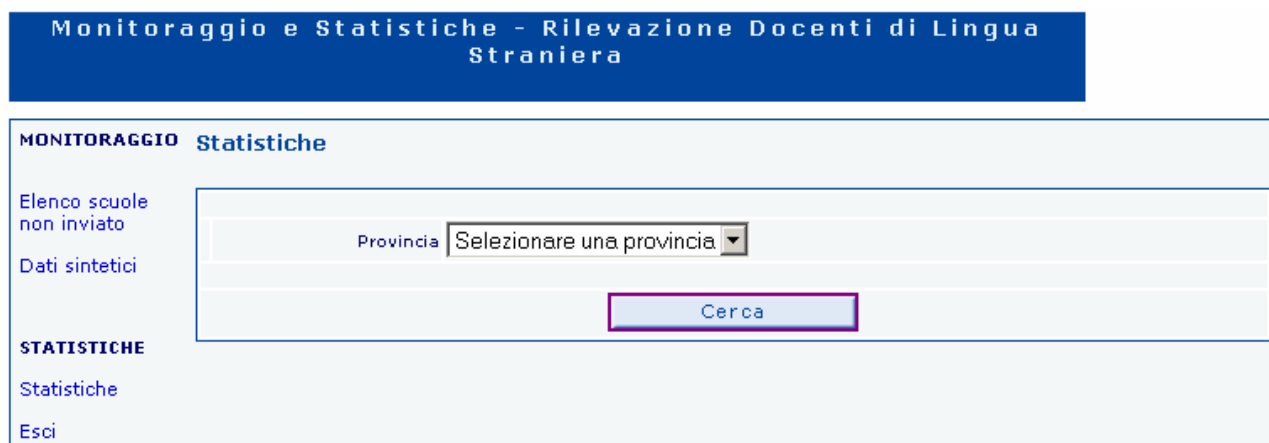 Monitoraggio e Statistiche - Rilevazione Docenti di Lingua
Straniera
MONITORAGGIO
Statistiche
Elenco scuole
non inviato
Provincia Selezionare una provincia
Dati sintetici
Cerca
STATISTICHE
Statistiche
Esci